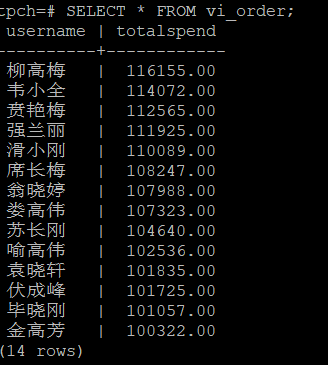 tpch=# SELECT * FROM vi_order;
username | totalspend
----------+------------
柳高梅 | 116155.00
韦小全 | 114072.00
贲艳梅 | 112565.00
强兰丽 | 111925.00
滑小刚 | 110089.00
席长梅 | 108247.00
翁晓婷 | 107988.00
娄高伟 | 107323.00
苏长刚 | 104640.00
喻高伟 | 102536.00
袁晓轩 | 101835.00
伏成峰 | 101725.00
毕晓刚 | 101057.00
金高芳 | 100322.00
(14 rows)